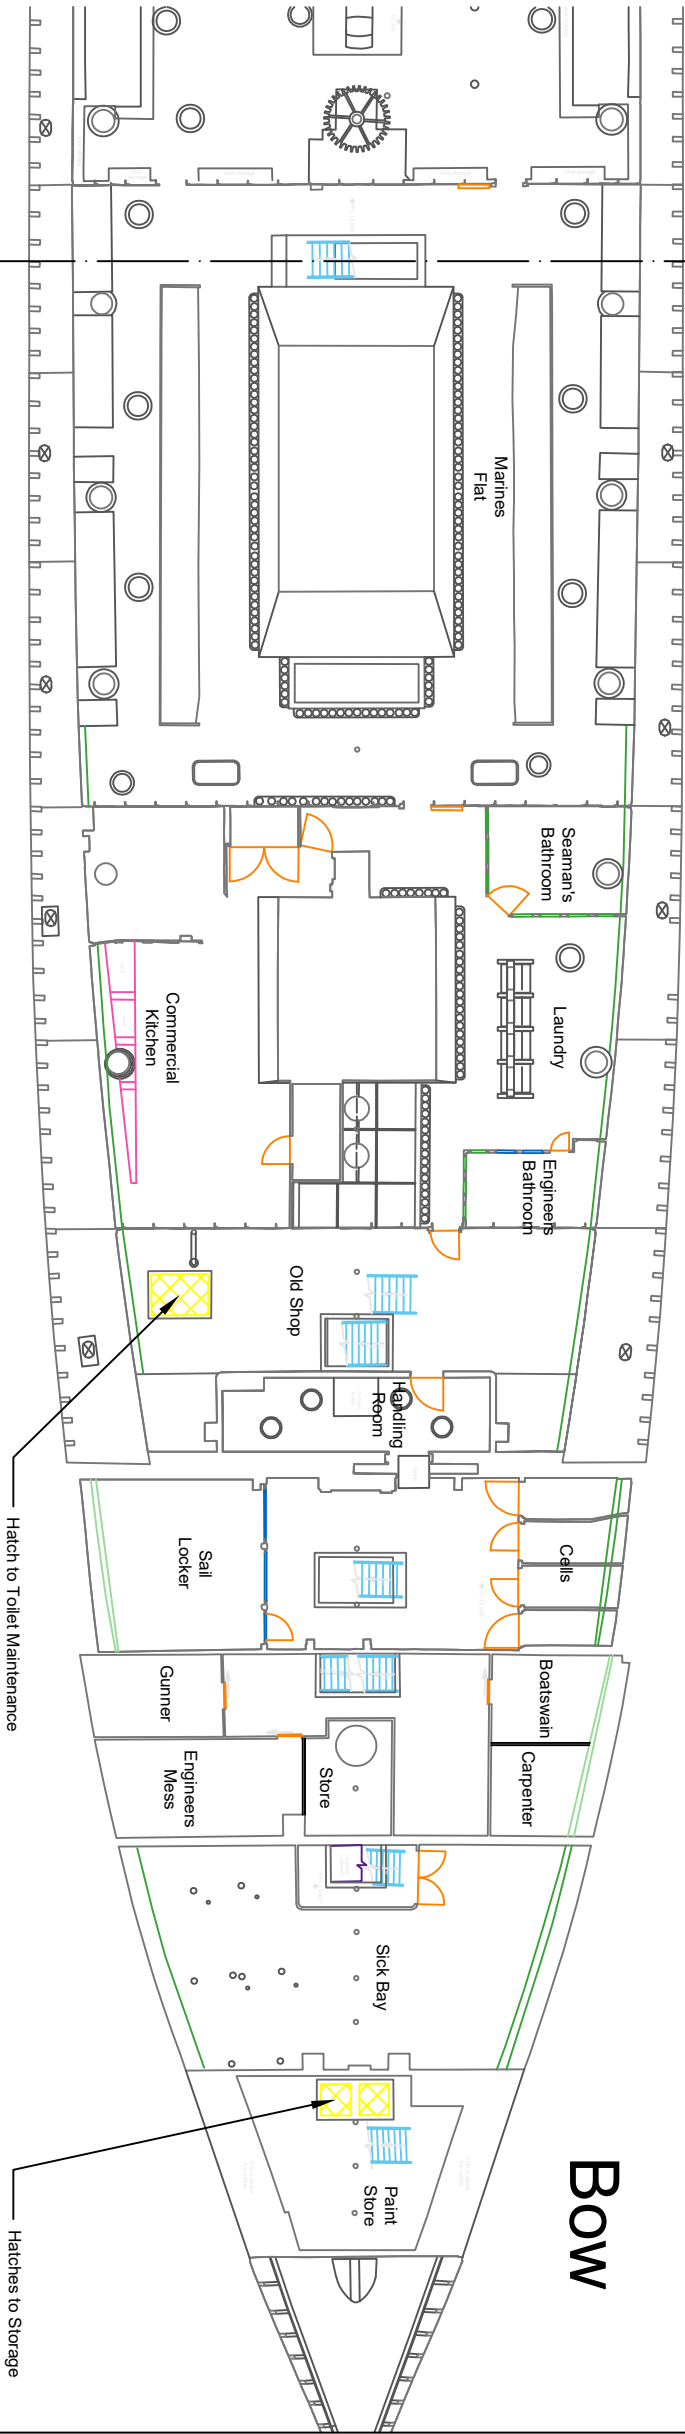 Marines
Flat
Seaman's
Bathroom
Laundry
Commercial
Kitchen
Engineers
Bathroom
Old Shop
Handling
Room
Hatch to Toilet Maintenance
Cells
Sail
Locker
Boatswain
Gunner
Carpenter
Store
Engineers
Mess
Sick Bay
Bow
Paint
Store
Hatches to Storage